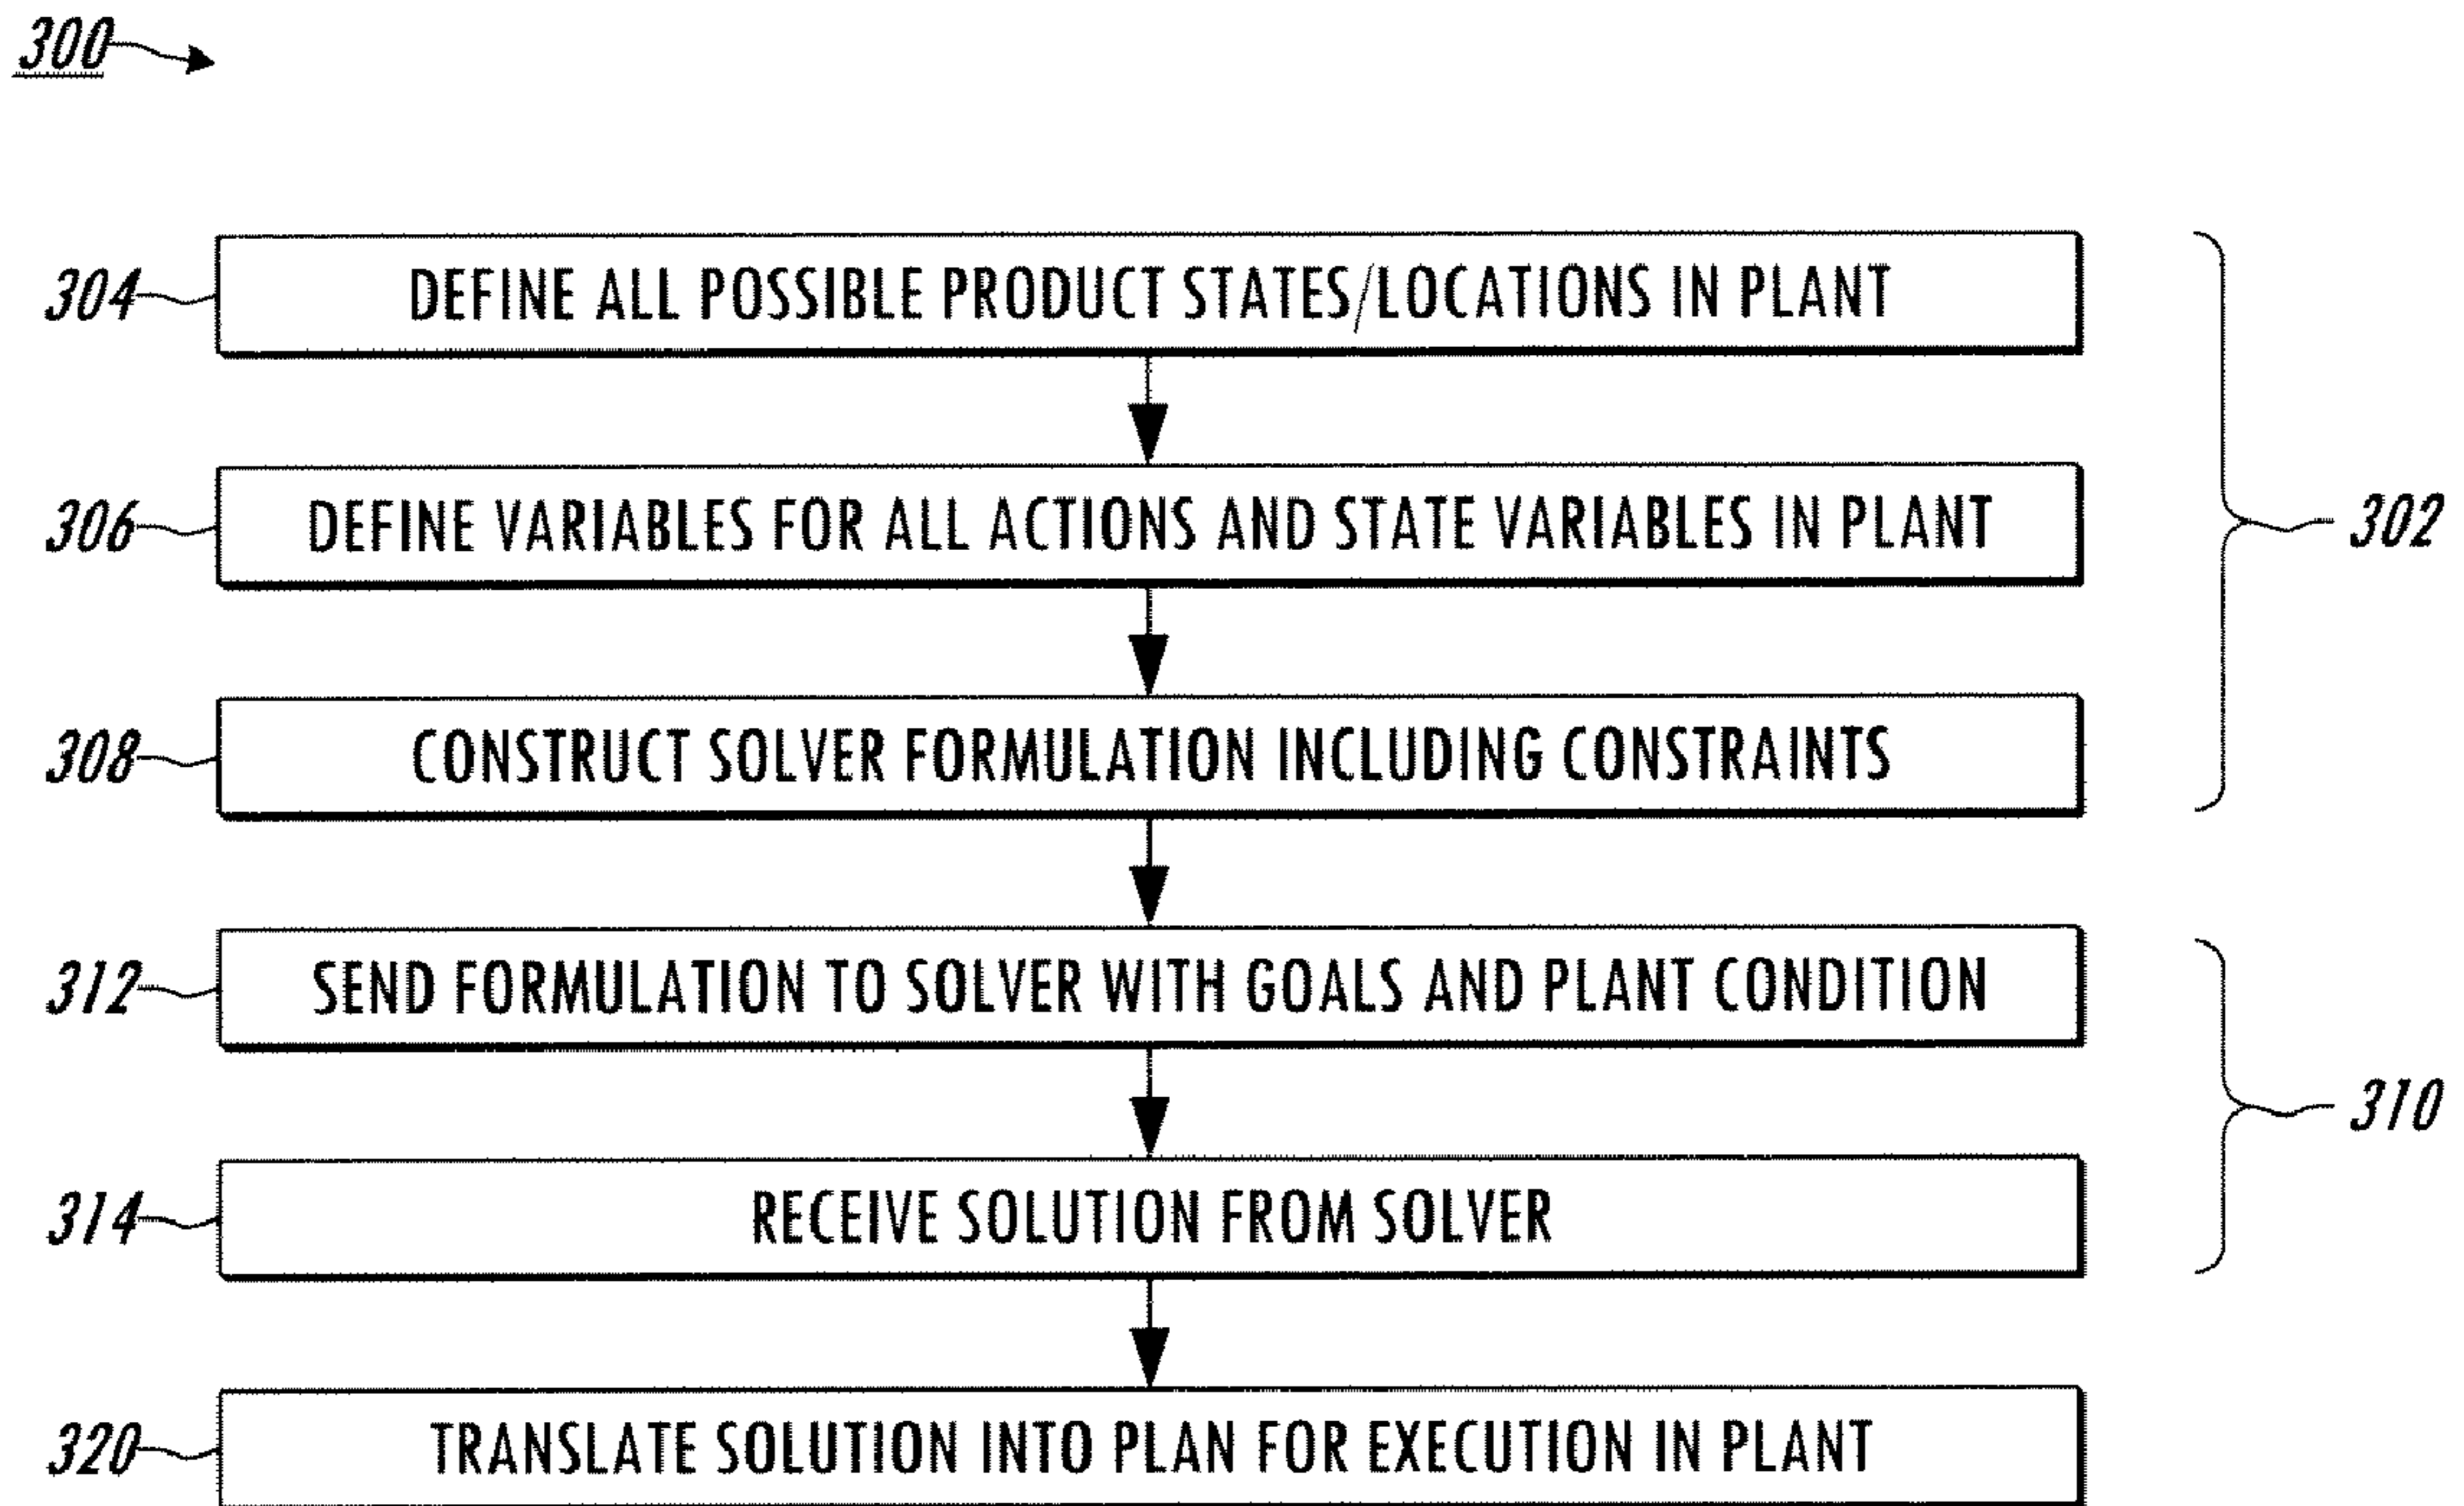 300
304 DEFINE ALL POSSIBLE PRODUCT STATES/LOCATIONS IN PLANT
306 DEFINE VARIABLES FOR ALL ACTIONS AND STATE VARIABLES IN PLANT
302
308 CONSTRUCT SOLVER FORMULATION INCLUDING CONSTRAINTS
312 SEND FORMULATION TO SOLVER WITH GOALS AND PLANT CONDITION
310
314 RECEIVE SOLUTION FROM SOLVER
320 TRANSLATE SOLUTION INTO PLAN FOR EXECUTION IN PLANT